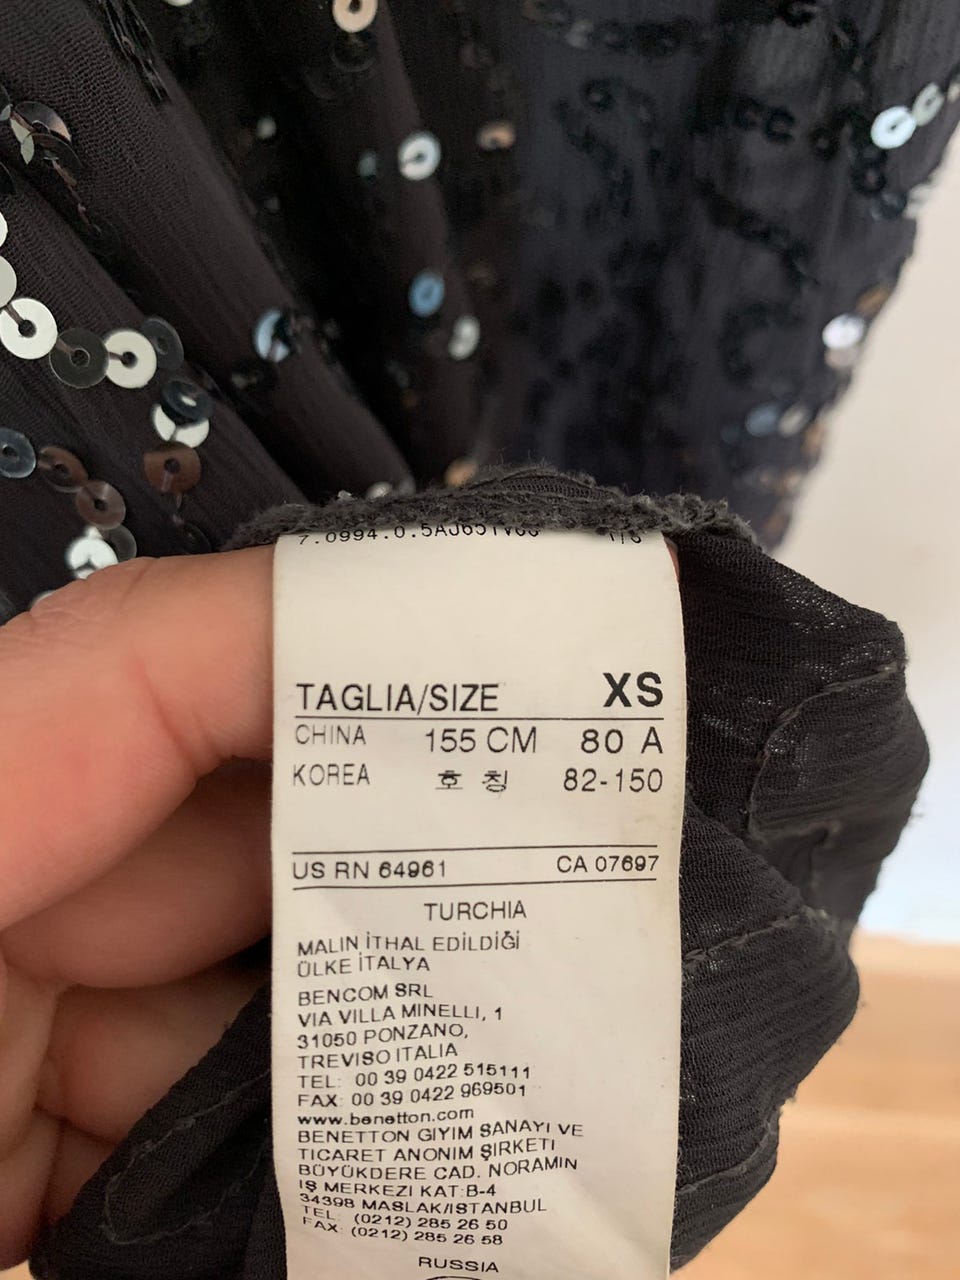 7.0994.0.5AJ651V
TAGLIA/SIZE XS
CHINA 155 CM 80 A
KOREA 호 칭 82-150
US RN 64961 CA 07697
TURCHIA
MALIN İTHAL EDİLDİĞİ
ÜLKE İTALYA
BENCOM SRL
VIA VILLA MINELLI, 1
31050 PONZANO,
TREVISO ITALIA
TEL: 00 39 0422 515111
FAX: 00 39 0422 969501
www.benetton.com
BENETTON GIYIM SANAYI VE
TICARET ANONIM ŞIRKETI
BÜYÜKDERE CAD. NORAMIN
IŞ MERKEZI KAT:B-4
34398 MASLAK/ISTANBUL
TEL: (0212) 285 26 50
FAX: (0212) 285 26 58
RUSSIA